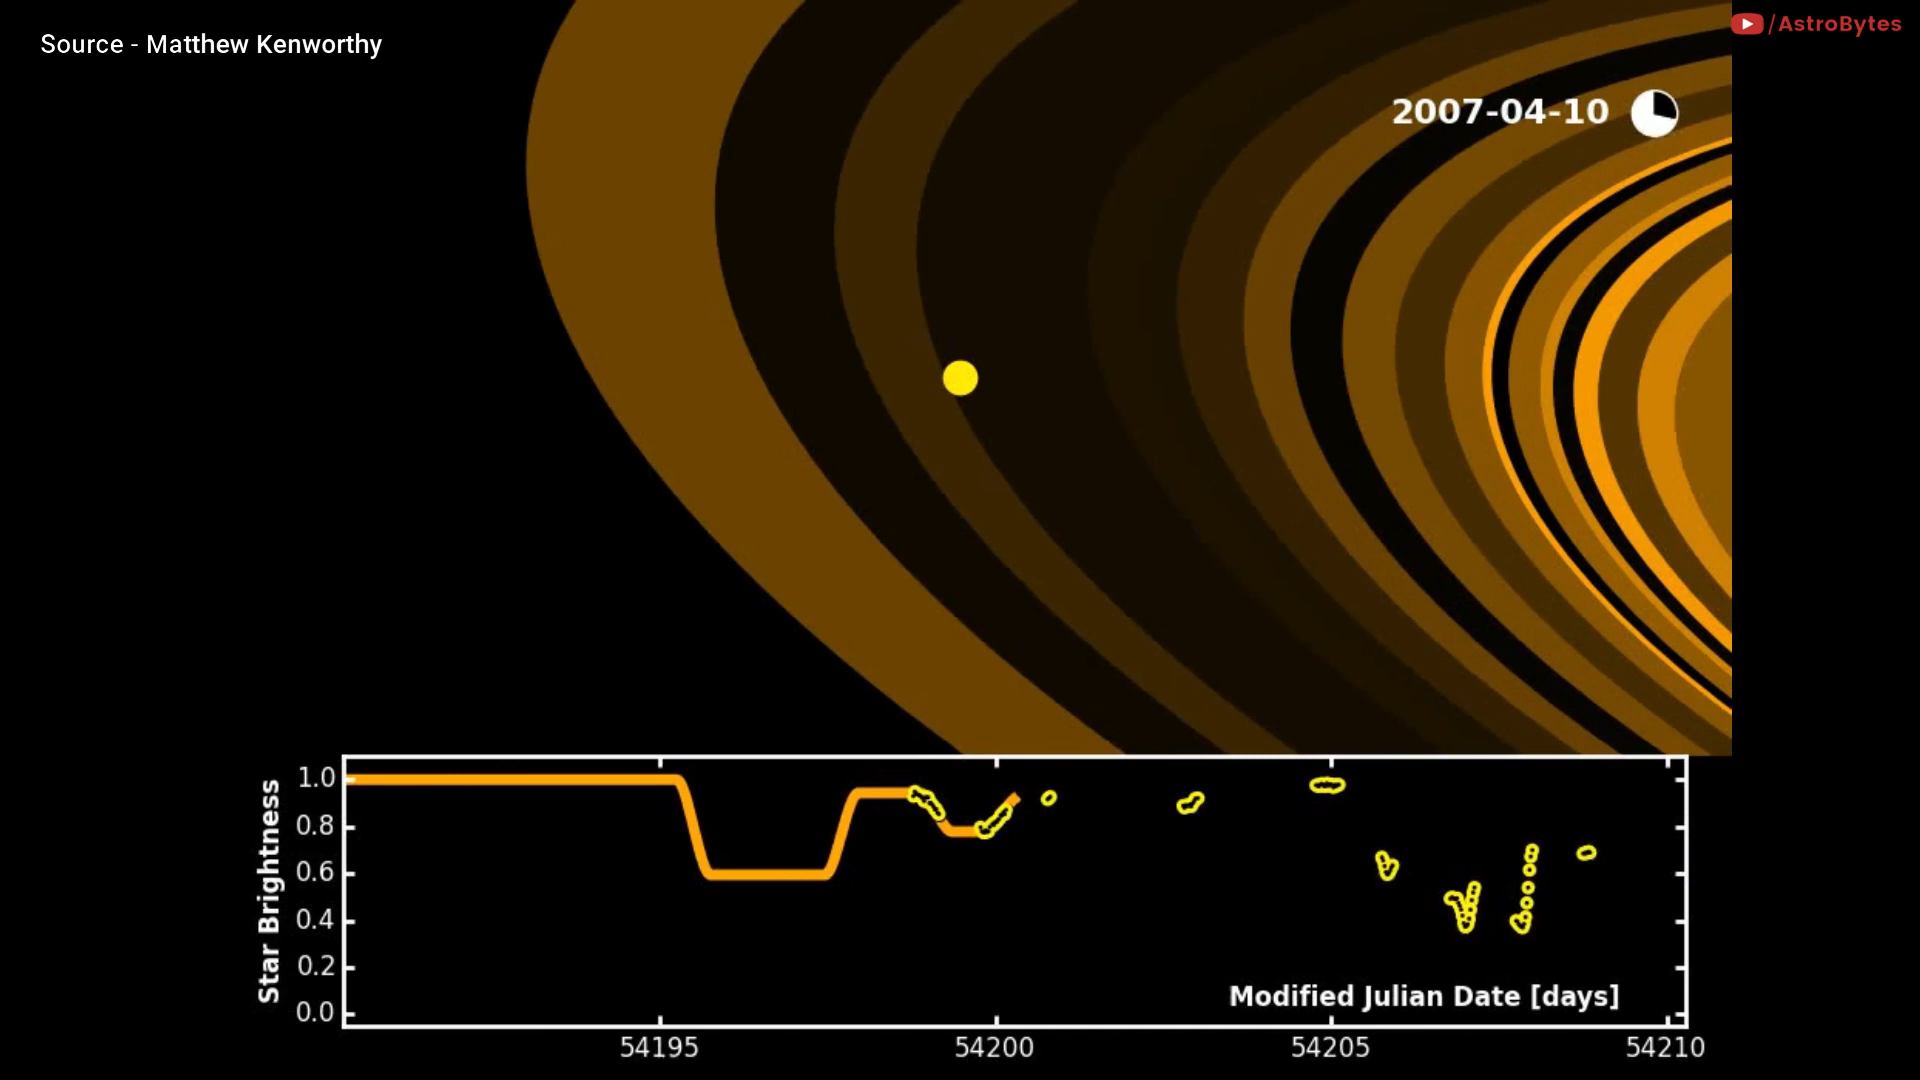 Source - Matthew Kenworthy
/AstroBytes
2007-04-10
Star Brightness
1.0
0.8
0.6
0.4
0.2
0.0
Modified Julian Date [days]
54195
54200
54205
54210